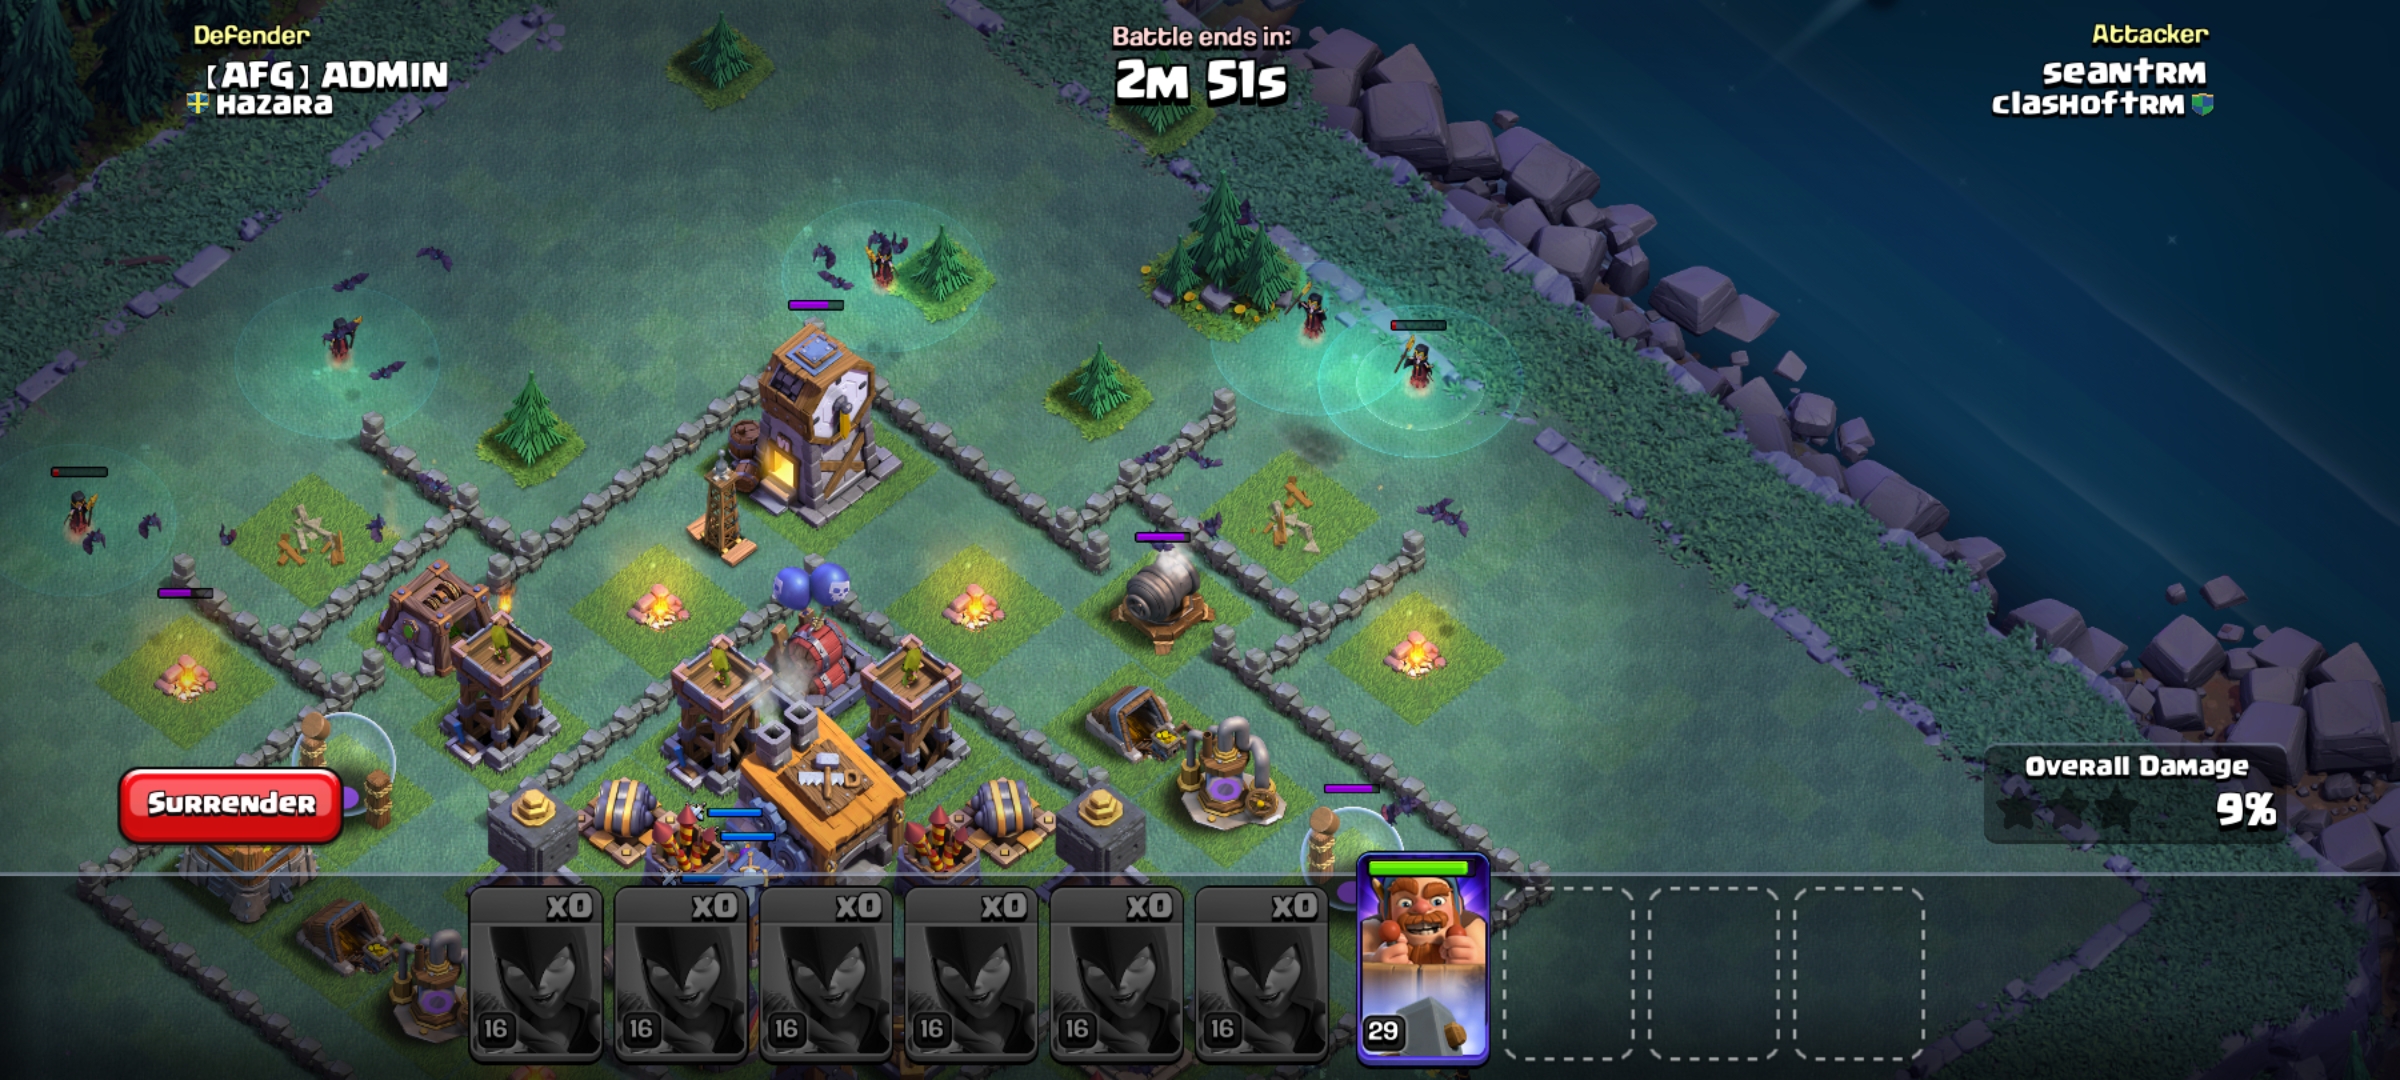 Defender
[AFG] ADMIN
HAZARA
Battle ends in:
2M 51s
Attacker
seantRM
clashoftRM
Surrender
Overall Damage
9%
x0
x0
x0
x0
x0
x0
16
16
16
16
16
16
29